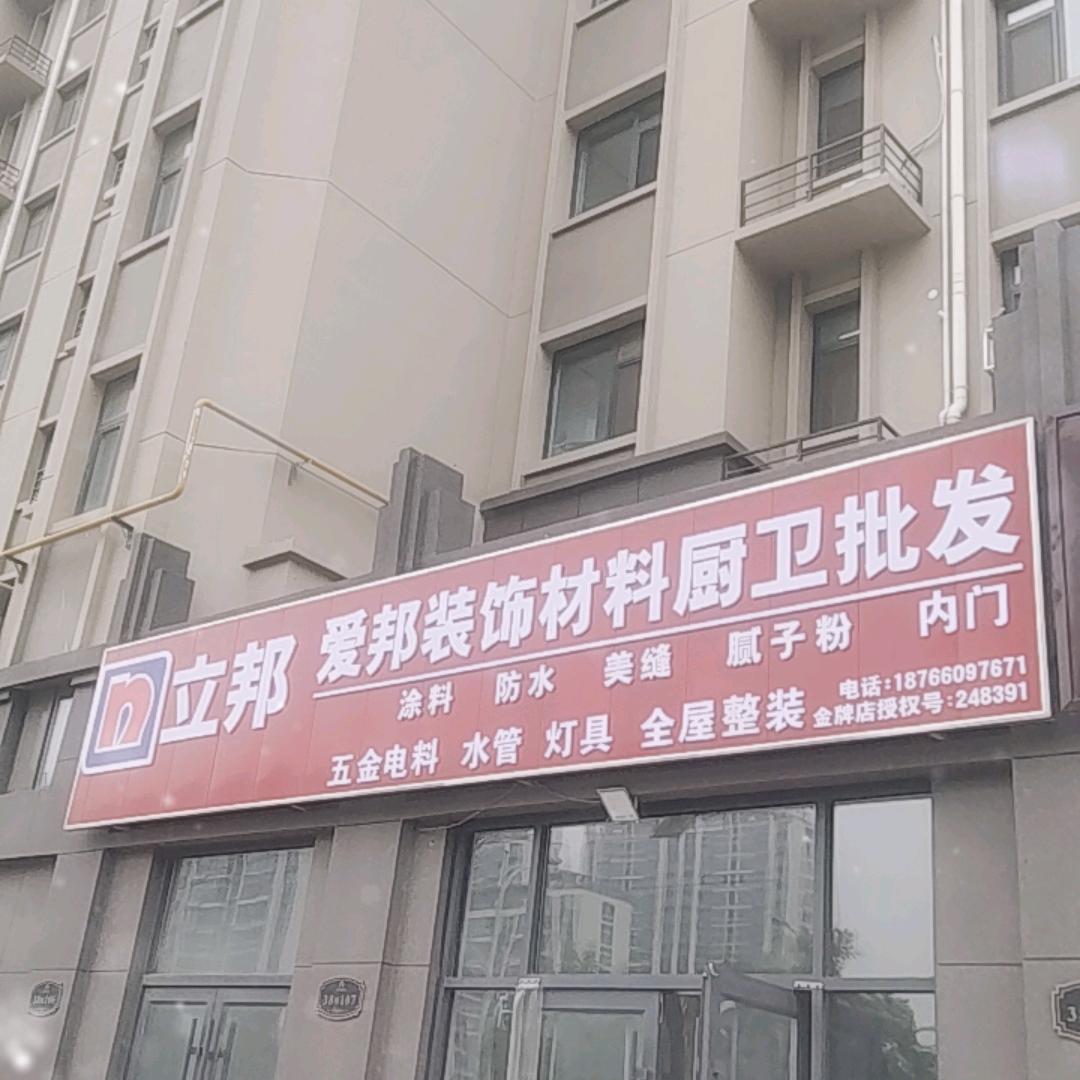 立邦 爱邦装饰材料厨卫批发
涂料 防水 美缝 腻子粉 内门
五金电料 水管 灯具 全屋整装
电话:18766097671
金牌店授权号:248391
38#107